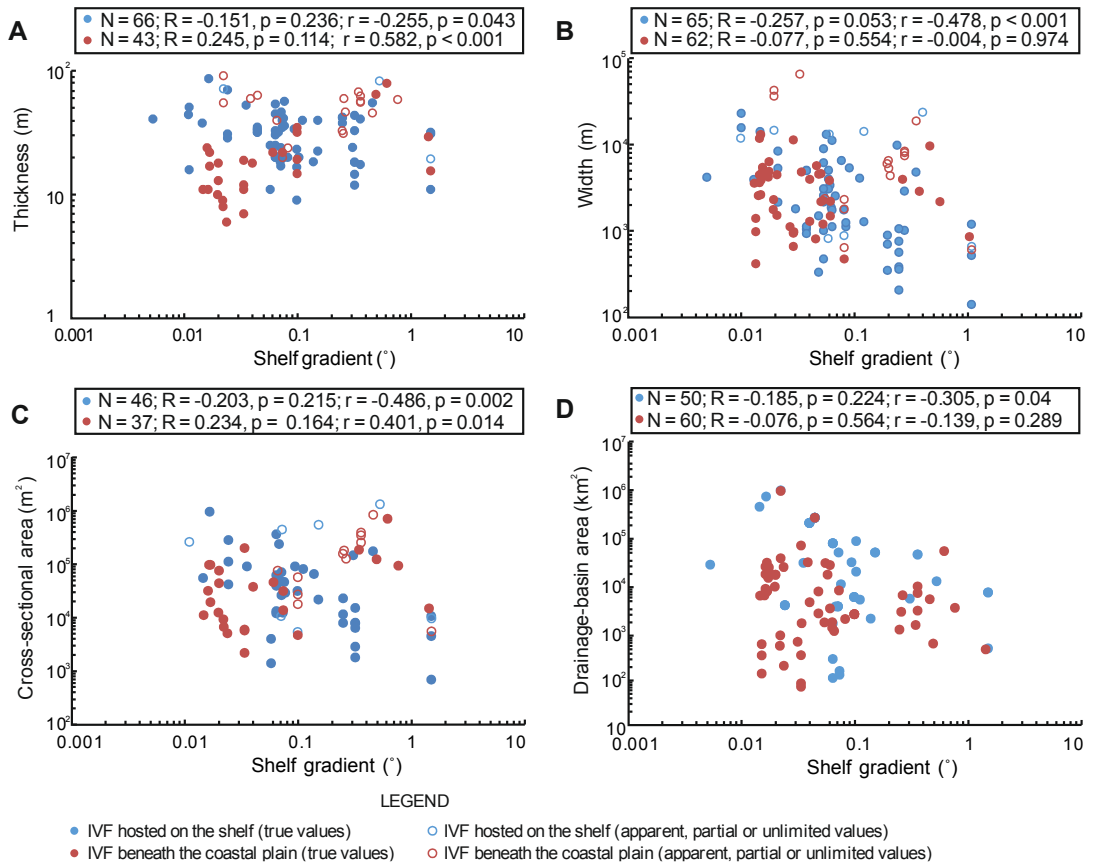 A
N = 66; R = -0.151, p = 0.236; r = -0.255, p = 0.043
N = 43; R = 0.245, p = 0.114; r = 0.582, p < 0.001
Thickness (m)
10²
10
1
0.001
0.01
0.1
1
10
Shelf gradient (°)
B
N = 65; R = -0.257, p = 0.053; r = -0.478, p < 0.001
N = 62; R = -0.077, p = 0.554; r = -0.004, p = 0.974
Width (m)
10⁵
10⁴
10³
10²
0.001
0.01
0.1
1
10
Shelf gradient (°)
C
N = 46; R = -0.203, p = 0.215; r = -0.486, p = 0.002
N = 37; R = 0.234, p = 0.164; r = 0.401, p = 0.014
Cross-sectional area (m²)
10⁷
10⁶
10⁵
10⁴
10³
10²
0.001
0.01
0.1
1
10
Shelf gradient (°)
D
N = 50; R = -0.185, p = 0.224; r = -0.305, p = 0.04
N = 60; R = -0.076, p = 0.564; r = -0.139, p = 0.289
Drainage-basin area (km²)
10⁷
10⁶
10⁵
10⁴
10³
10²
10
0.001
0.01
0.1
1
10
Shelf gradient (°)
LEGEND
IVF hosted on the shelf (true values)
IVF hosted on the shelf (apparent, partial or unlimited values)
IVF beneath the coastal plain (true values)
IVF beneath the coastal plain (apparent, partial or unlimited values)